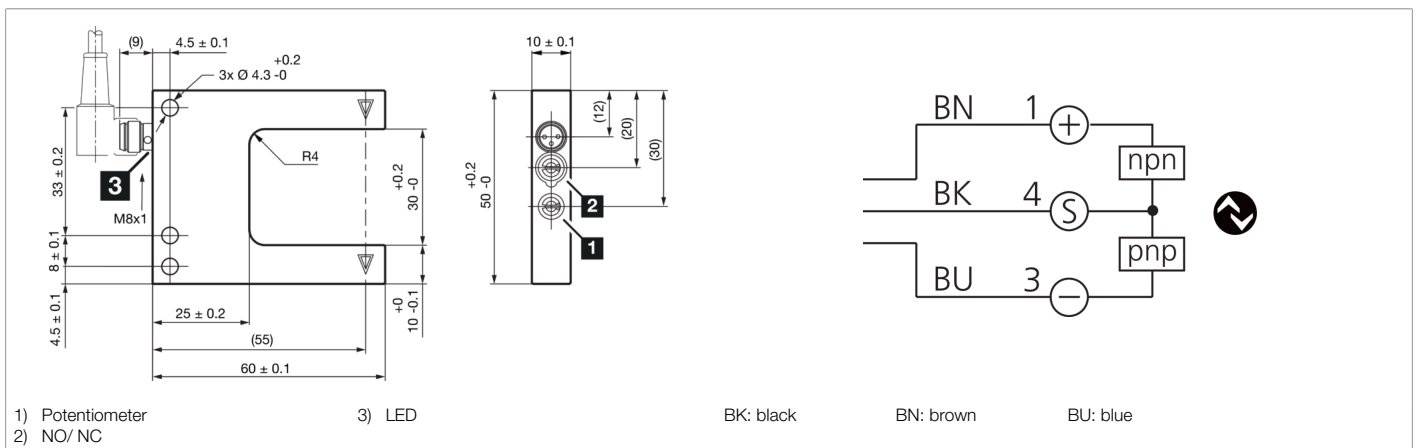 (9)
4.5 ± 0.1
+0.2
3x Ø 4.3 -0
33 ± 0.2
8 ± 0.1
4.5 ± 0.1
3
M8x1
R4
+0.2
30 -0
+0
10 -0.1
25 ± 0.2
(55)
60 ± 0.1
10 ± 0.1
+0.2
50 -0
(12)
(20)
(30)
2
1
BN 1 +
npn
BK 4 S
pnp
BU 3 −
1) Potentiometer
2) NO/ NC
3) LED
BK: black
BN: brown
BU: blue